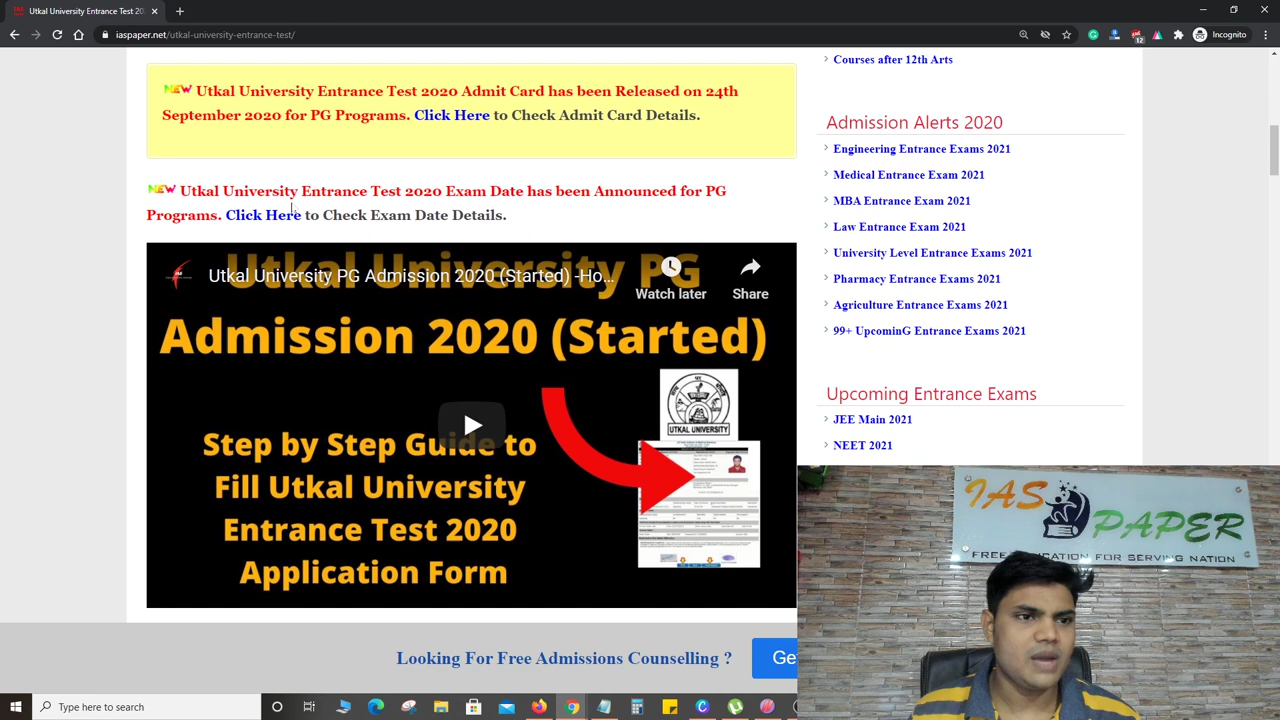 Utkal University Entrance Test 202
iaspaper.net/utkal-university-entrance-test/
12
Incognito
NEW Utkal University Entrance Test 2020 Admit Card has been Released on 24th
September 2020 for PG Programs. Click Here to Check Admit Card Details.
NEW Utkal University Entrance Test 2020 Exam Date has been Announced for PG
Programs. Click Here to Check Exam Date Details.
Utkal University PG Admission 2020 (Started) -Ho...
Watch later
Share
Utkal University PG
Admission 2020 (Started)
Step by Step Guide to
Fill Utkal University
Entrance Test 2020
Application Form
UTKAL UNIVERSITY
Courses after 12th Arts
Admission Alerts 2020
Engineering Entrance Exams 2021
Medical Entrance Exam 2021
MBA Entrance Exam 2021
Law Entrance Exam 2021
University Level Entrance Exams 2021
Pharmacy Entrance Exams 2021
Agriculture Entrance Exams 2021
99+ UpcominG Entrance Exams 2021
Upcoming Entrance Exams
JEE Main 2021
NEET 2021
IAS
PAPER
FREE EDUCATION FOR SERVING NATION
Looking For Free Admissions Counselling ?
Ge
Type here to search